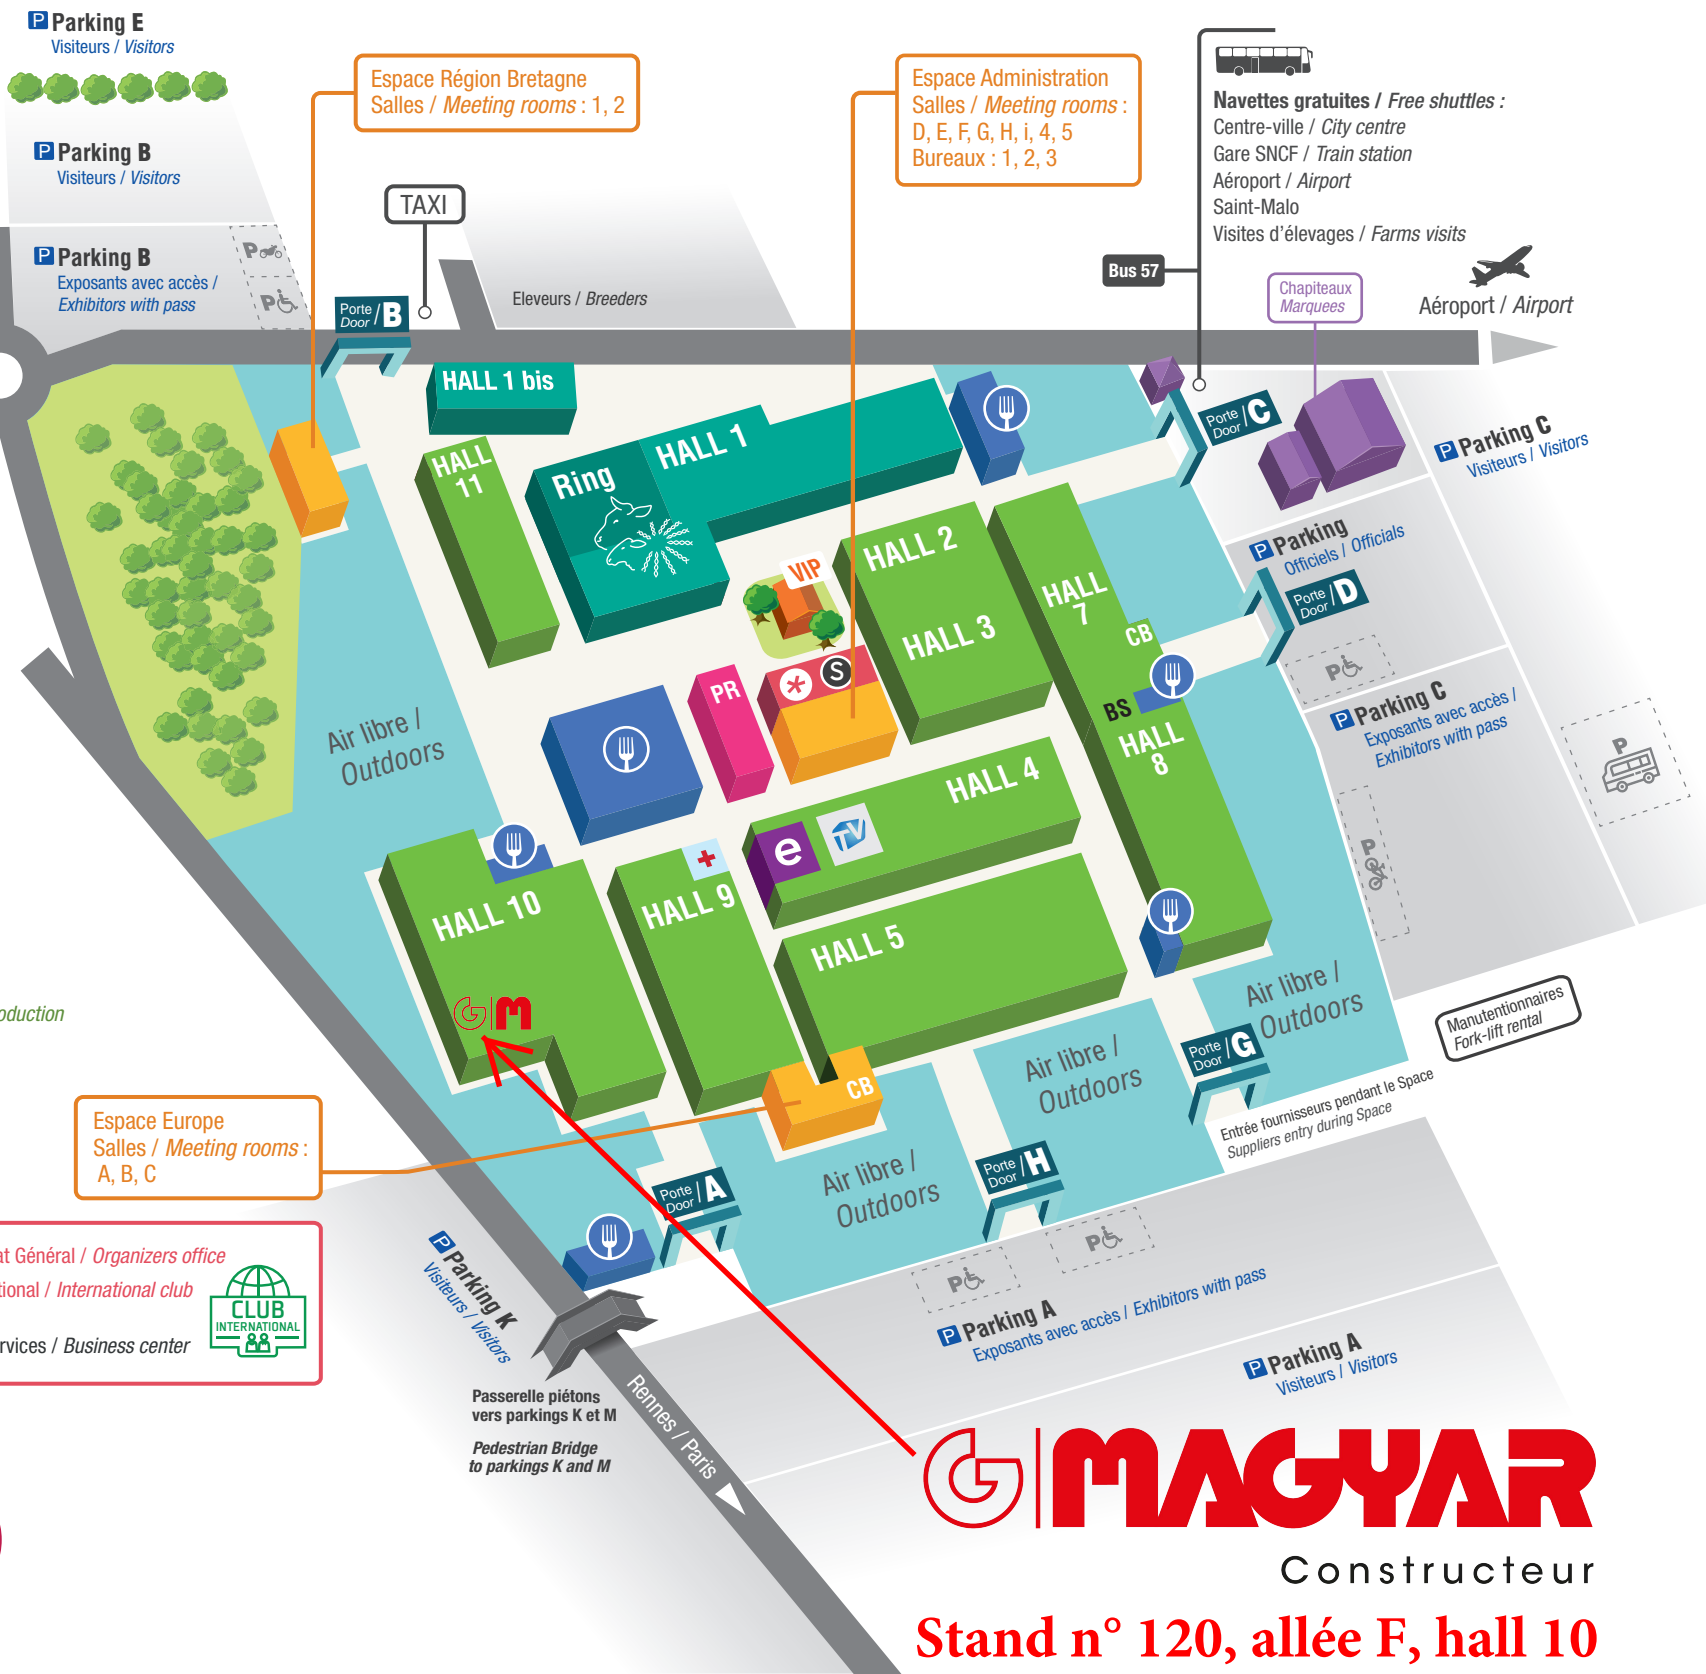 P Parking E
Visiteurs / Visitors
P Parking B
Visiteurs / Visitors
P Parking B
Exposants avec accès /
Exhibitors with pass
P
P
Espace Région Bretagne
Salles / Meeting rooms : 1, 2
TAXI
Porte
Door / B
Eleveurs / Breeders
Espace Administration
Salles / Meeting rooms :
D, E, F, G, H, i, 4, 5
Bureaux : 1, 2, 3
Navettes gratuites / Free shuttles :
Centre-ville / City centre
Gare SNCF / Train station
Aéroport / Airport
Saint-Malo
Visites d'élevages / Farms visits
Bus 57
Chapiteaux
Marquees
Aéroport / Airport
HALL 1 bis
HALL
11
Ring
HALL 1
Porte
Door / C
P Parking C
Visiteurs / Visitors
P Parking
Officiels / Officials
Porte
Door / D
P
P Parking C
Exposants avec accès /
Exhibitors with pass
P
P
VIP
HALL 2
HALL 3
HALL
7
CB
BS
HALL
8
PR
S
Air libre /
Outdoors
HALL 4
e
TV
HALL 10
HALL 9
HALL 5
GM
CB
Air libre /
Outdoors
Air libre /
Outdoors
Air libre /
Outdoors
Porte
Door / G
Porte
Door / H
Porte
Door / A
Manutentionnaires
Fork-lift rental
Entrée fournisseurs pendant le Space
Suppliers entry during Space
oduction
Espace Europe
Salles / Meeting rooms :
A, B, C
at Général / Organizers office
tional / International club
rvices / Business center
CLUB
INTERNATIONAL
P Parking K
Visiteurs / Visitors
Passerelle piétons
vers parkings K et M
Pedestrian Bridge
to parkings K and M
Rennes / Paris
P
P
P Parking A
Exposants avec accès / Exhibitors with pass
P Parking A
Visiteurs / Visitors
G MAGYAR
Constructeur
Stand n° 120, allée F, hall 10